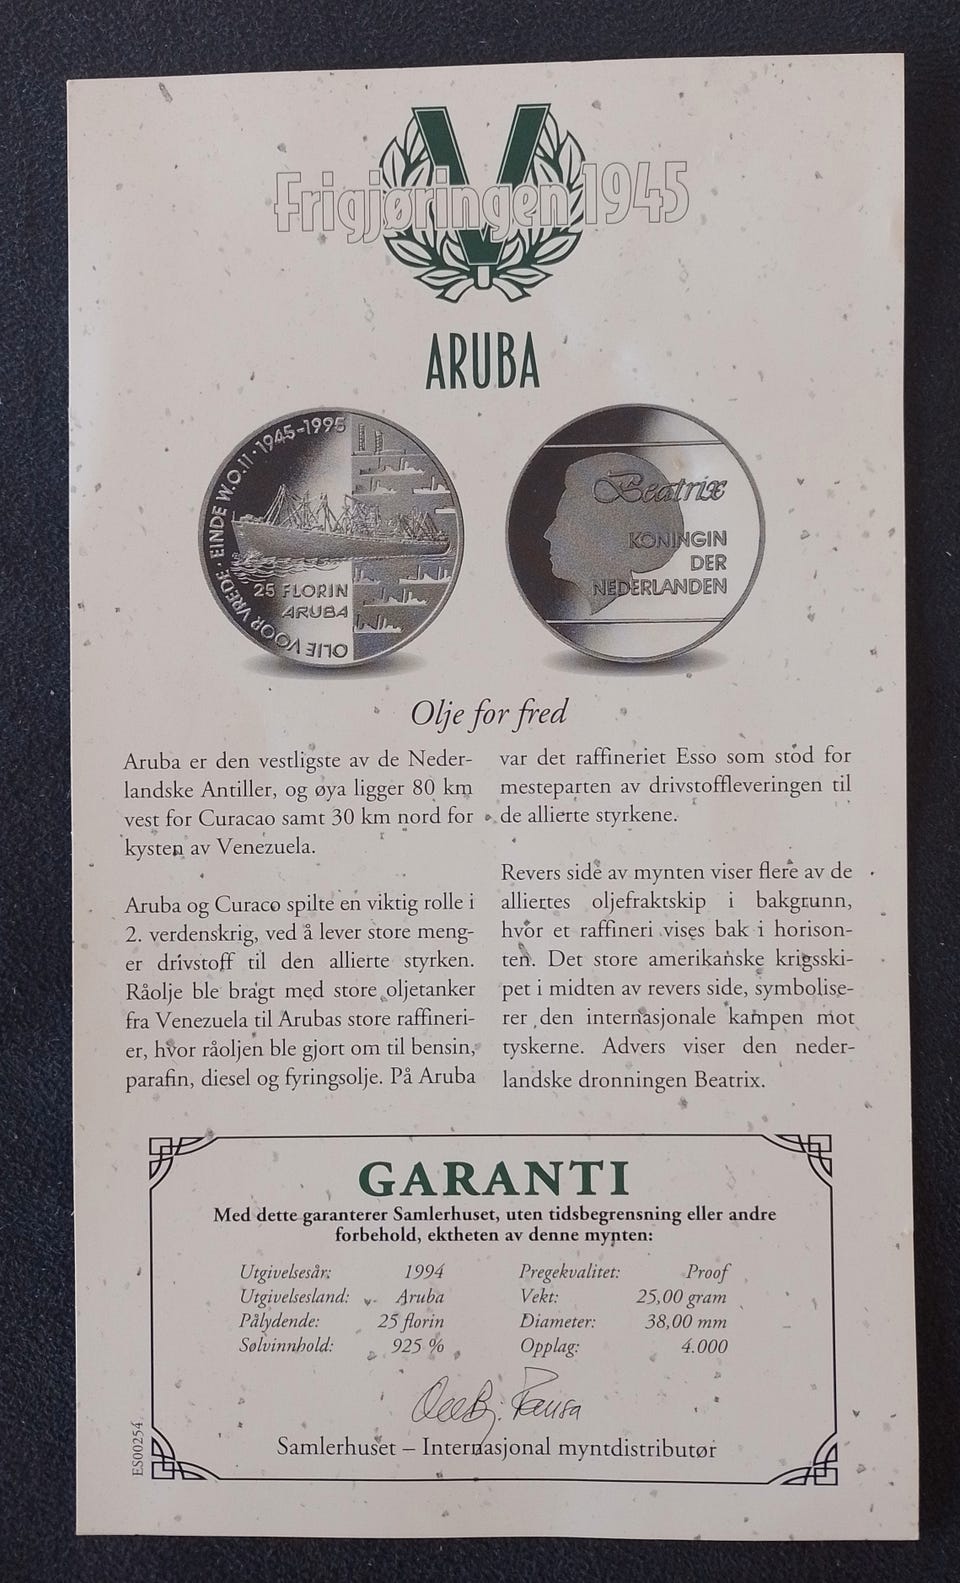 Frigjøringen 1945
ARUBA
OLIE VOOR VREDE · EINDE W.O.II · 1945-1995
25 FLORIN
ARUBA
Beatrix
KONINGIN
DER
NEDERLANDEN
Olje for fred
Aruba er den vestligste av de Neder-
landske Antiller, og øya ligger 80 km
vest for Curacao samt 30 km nord for
kysten av Venezuela.
Aruba og Curaco spilte en viktig rolle i
2. verdenskrig, ved å lever store meng-
er drivstoff til den allierte styrken.
Råolje ble bragt med store oljetanker
fra Venezuela til Arubas store raffineri-
er, hvor råoljen ble gjort om til bensin,
parafin, diesel og fyringsolje. På Aruba
var det raffineriet Esso som stod for
mesteparten av drivstoffleveringen til
de allierte styrkene.
Revers side av mynten viser flere av de
alliertes oljefraktskip i bakgrunn,
hvor et raffineri vises bak i horison-
ten. Det store amerikanske krigsski-
pet i midten av revers side, symbolise-
rer den internasjonale kampen mot
tyskerne. Advers viser den neder-
landske dronningen Beatrix.
GARANTI
Med dette garanterer Samlerhuset, uten tidsbegrensning eller andre
forbehold, ektheten av denne mynten:
Utgivelsesår: 1994
Utgivelsesland: Aruba
Pålydende: 25 florin
Sølvinnhold: 925 %
Pregekvalitet: Proof
Vekt: 25,00 gram
Diameter: 38,00 mm
Opplag: 4.000
Samlerhuset – Internasjonal myntdistributør
ES00254